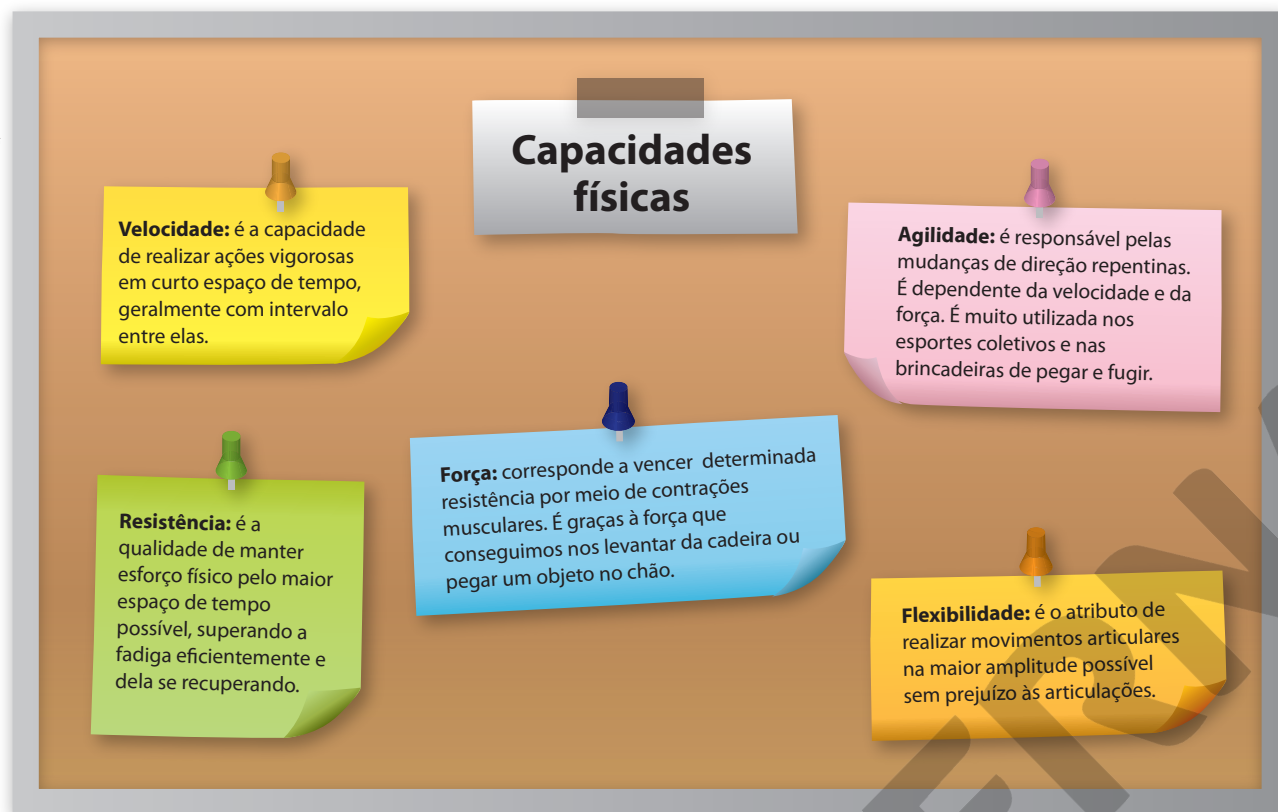 Capacidades
físicas
Velocidade: é a capacidade
de realizar ações vigorosas
em curto espaço de tempo,
geralmente com intervalo
entre elas.
Agilidade: é responsável pelas
mudanças de direção repentinas.
É dependente da velocidade e da
força. É muito utilizada nos
esportes coletivos e nas
brincadeiras de pegar e fugir.
Força: corresponde a vencer determinada
resistência por meio de contrações
musculares. É graças à força que
conseguimos nos levantar da cadeira ou
pegar um objeto no chão.
Resistência: é a
qualidade de manter
esforço físico pelo maior
espaço de tempo
possível, superando a
fadiga eficientemente e
dela se recuperando.
Flexibilidade: é o atributo de
realizar movimentos articulares
na maior amplitude possível
sem prejuízo às articulações.